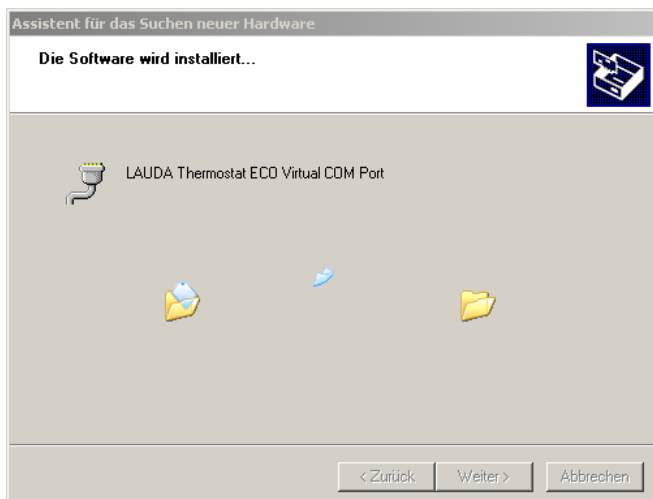 Assistent für das Suchen neuer Hardware
Die Software wird installiert...
LAUDA Thermostat ECO Virtual COM Port
< Zurück
Weiter >
Abbrechen